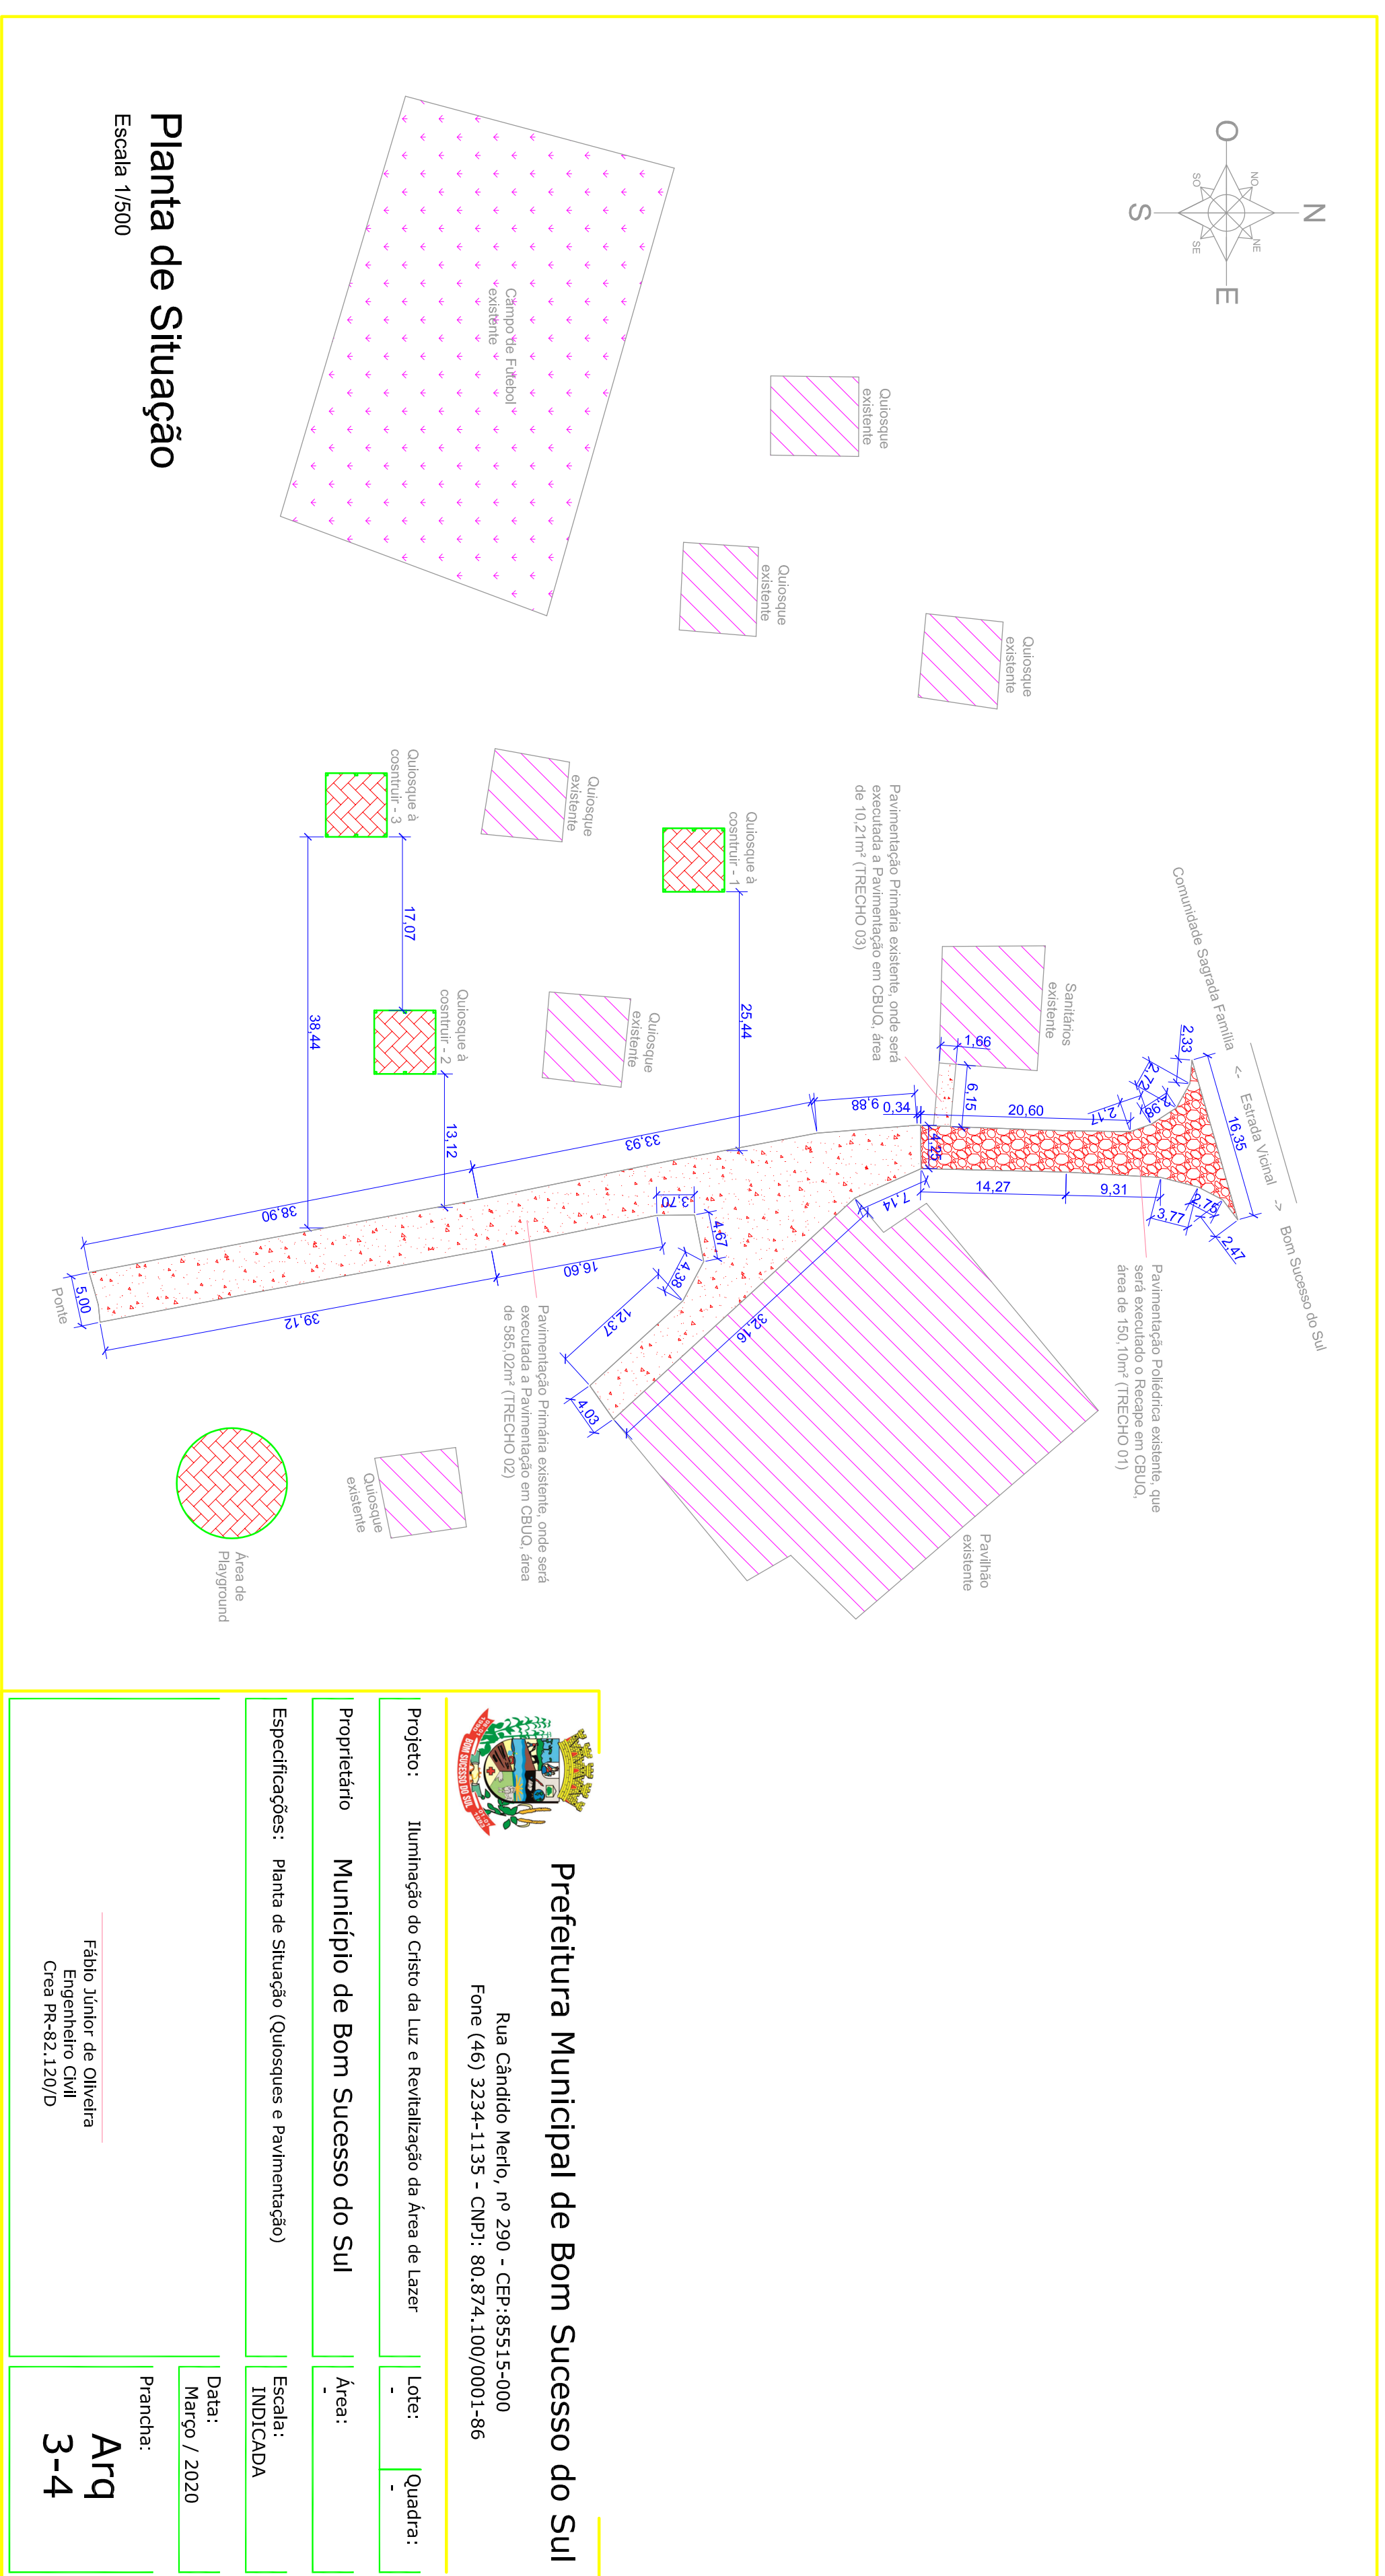 N
NO
NE
O
E
SO
SE
S
Comunidade Sagrada Família <- Estrada Vicinal -> Bom Sucesso do Sul
16,35
2,33
2,72
2,17
2,75
2,47
3,77
9,31
14,27
20,60
Pavimentação Poliédrica existente, que
será executado o Recape em CBUQ,
área de 150,10m² (TRECHO 01)
Sanitários
existente
1,66
6,15
0,34
4,25
9,88
7,14
Pavimentação Primária existente, onde será
executada a Pavimentação em CBUQ, área
de 10,21m² (TRECHO 03)
Quiosque
existente
Quiosque
existente
Quiosque
existente
Pavilhão
existente
Quiosque à
cosntruir - 1
25,44
33,93
3,70
4,67
4,38
32,16
12,37
4,03
16,60
Quiosque
existente
Quiosque
existente
Campo de Futebol
existente
Pavimentação Primária existente, onde será
executada a Pavimentação em CBUQ, área
de 585,02m² (TRECHO 02)
Quiosque à
cosntruir - 2
13,12
Quiosque à
cosntruir - 3
17,07
38,44
38,90
39,12
5,00
Ponte
Quiosque
existente
Área de
Playground
Planta de Situação
Escala 1/500
BOM SUCESSO DO SUL
Prefeitura Municipal de Bom Sucesso do Sul
Rua Cândido Merlo, nº 290 - CEP:85515-000
Fone (46) 3234-1135 - CNPJ: 80.874.100/0001-86
Projeto: Iluminação do Cristo da Luz e Revitalização da Área de Lazer
Lote:
-
Quadra:
-
Proprietário Município de Bom Sucesso do Sul
Área:
-
Especificações: Planta de Situação (Quiosques e Pavimentação)
Escala:
INDICADA
Data:
Março / 2020
Fábio Júnior de Oliveira
Engenheiro Civil
Crea PR-82.120/D
Prancha:
Arq
3-4